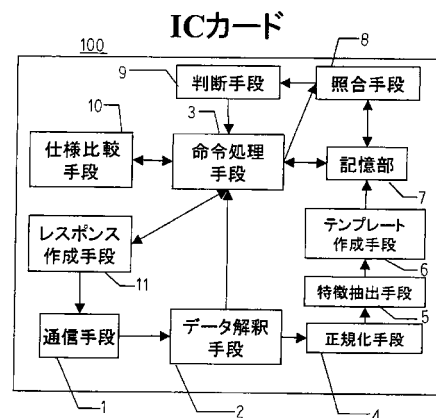 ICカード
100
8
9
判断手段
照合手段
10
3
仕様比較
手段
命令処理
手段
記憶部
7
レスポンス
作成手段
テンプレート
作成手段
6
11
特徴抽出手段
5
通信手段
データ解釈
手段
正規化手段
1
2
4